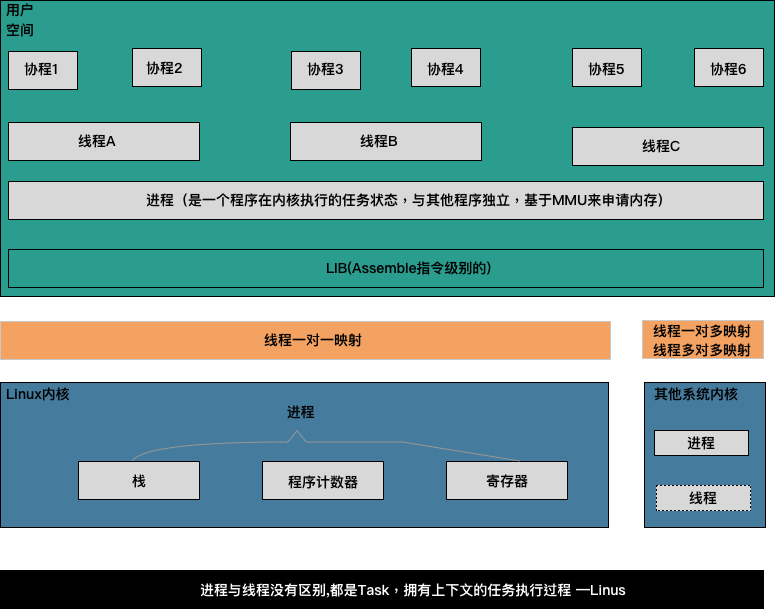 用户
空间
协程1
协程2
协程3
协程4
协程5
协程6
线程A
线程B
线程C
进程（是一个程序在内核执行的任务状态，与其他程序独立，基于MMU来申请内存）
LIB(Assemble指令级别的)
线程一对一映射
线程一对多映射
线程多对多映射
Linux内核
进程
栈
程序计数器
寄存器
其他系统内核
进程
线程
进程与线程没有区别,都是Task，拥有上下文的任务执行过程 —Linus